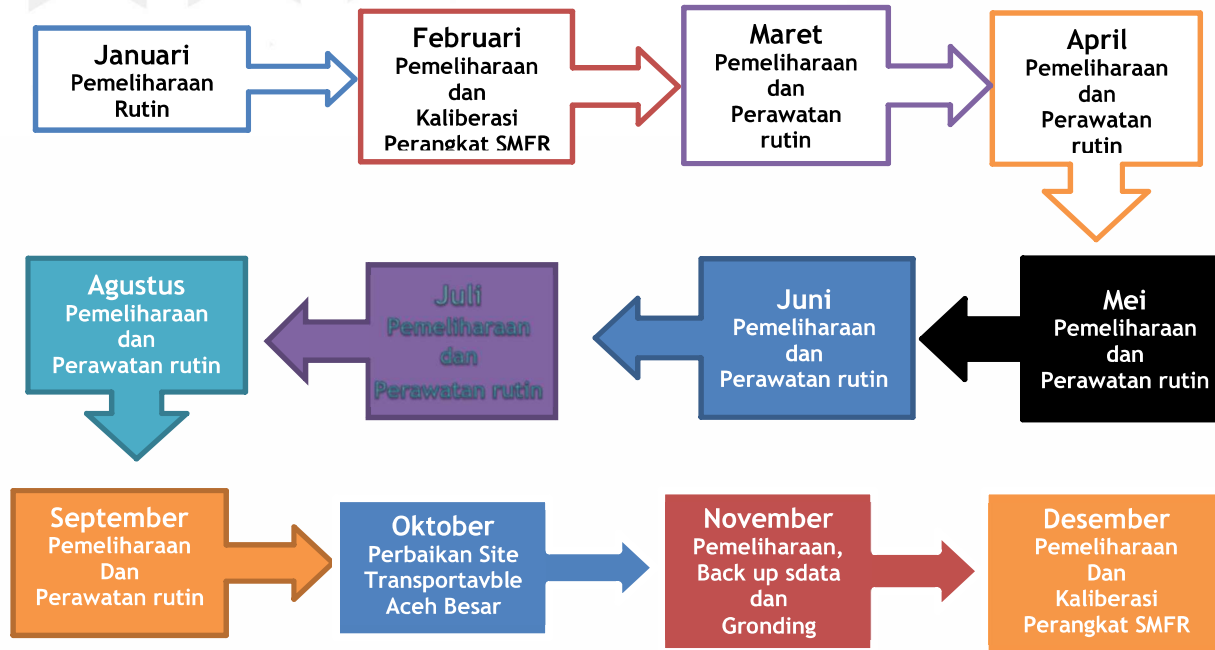 Januari
Pemeliharaan
Rutin
Februari
Pemeliharaan
dan
Kaliberasi
Perangkat SMFR
Maret
Pemeliharaan
dan
Perawatan
rutin
April
Pemeliharaan
dan
Perawatan
rutin
Mei
Pemeliharaan
dan
Perawatan rutin
Juni
Pemeliharaan
dan
Perawatan rutin
Juli
Pemeliharaan
dan
Perawatan rutin
Agustus
Pemeliharaan
dan
Perawatan rutin
September
Pemeliharaan
Dan
Perawatan rutin
Oktober
Perbaikan Site
Transportavble
Aceh Besar
November
Pemeliharaan,
Back up sdata
dan
Gronding
Desember
Pemeliharaan
Dan
Kaliberasi
Perangkat SMFR